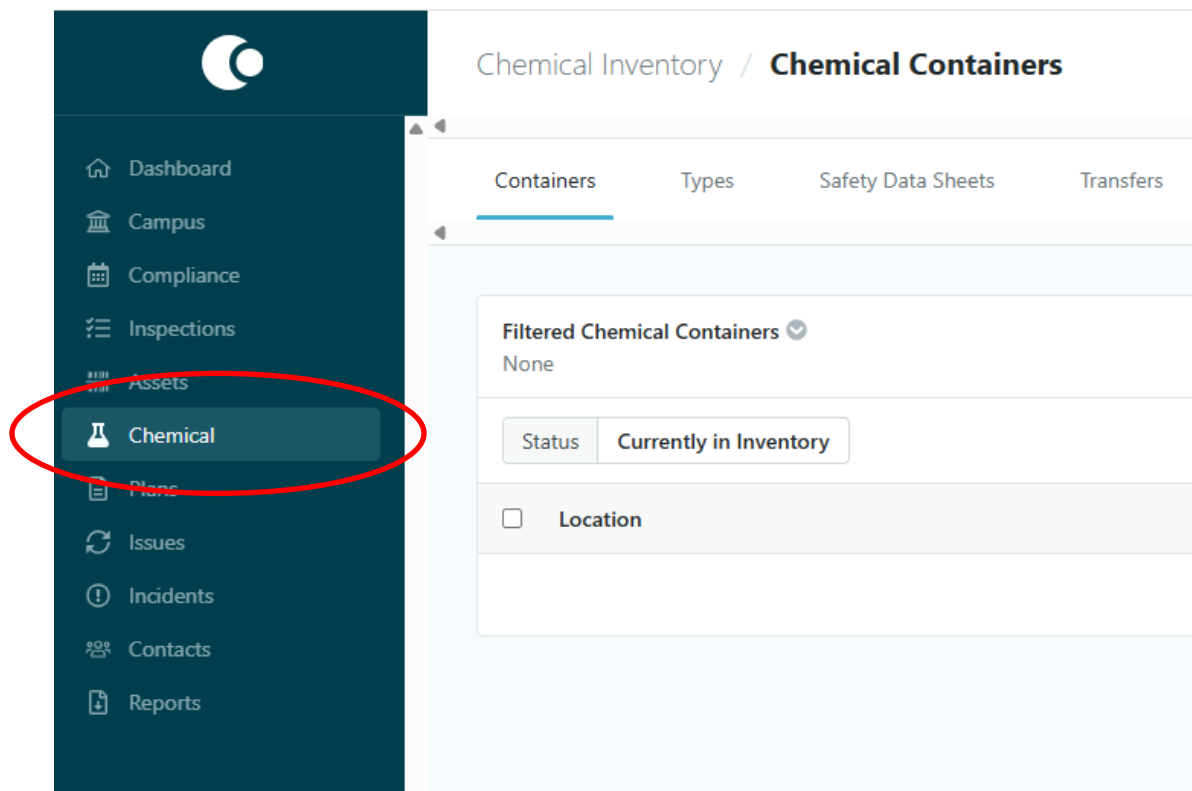 Chemical Inventory / Chemical Containers
Dashboard
Campus
Compliance
Inspections
Assets
Chemical
Plans
Issues
Incidents
Contacts
Reports
Containers Types Safety Data Sheets Transfers
Filtered Chemical Containers
None
Status Currently in Inventory
Location